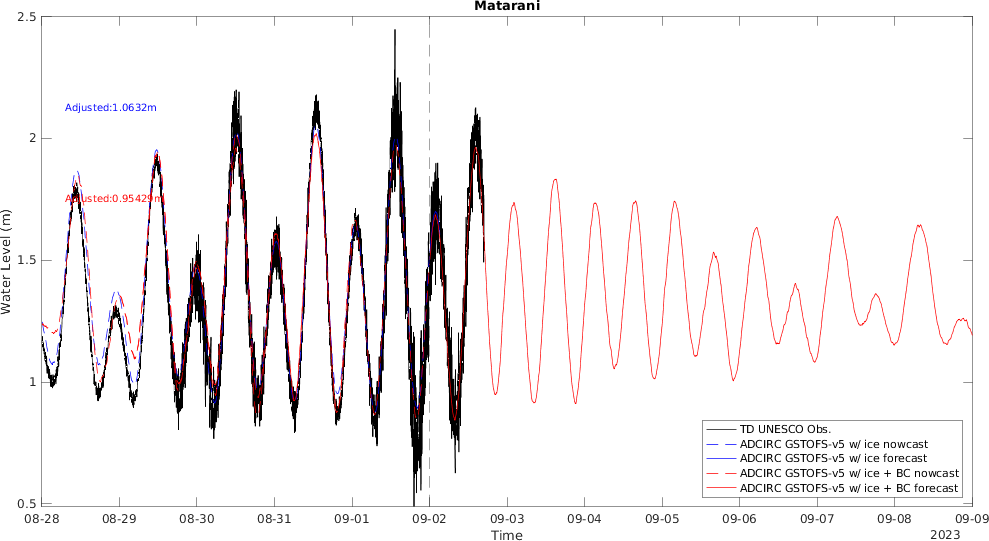 Matarani
2.5
2
1.5
1
0.5
Water Level (m)
Adjusted:1.0632m
Adjusted:0.95429m
TD UNESCO Obs.
ADCIRC GSTOFS-v5 w/ ice nowcast
ADCIRC GSTOFS-v5 w/ ice forecast
ADCIRC GSTOFS-v5 w/ ice + BC nowcast
ADCIRC GSTOFS-v5 w/ ice + BC forecast
08-28 08-29 08-30 08-31 09-01 09-02 09-03 09-04 09-05 09-06 09-07 09-08 09-09
Time
2023